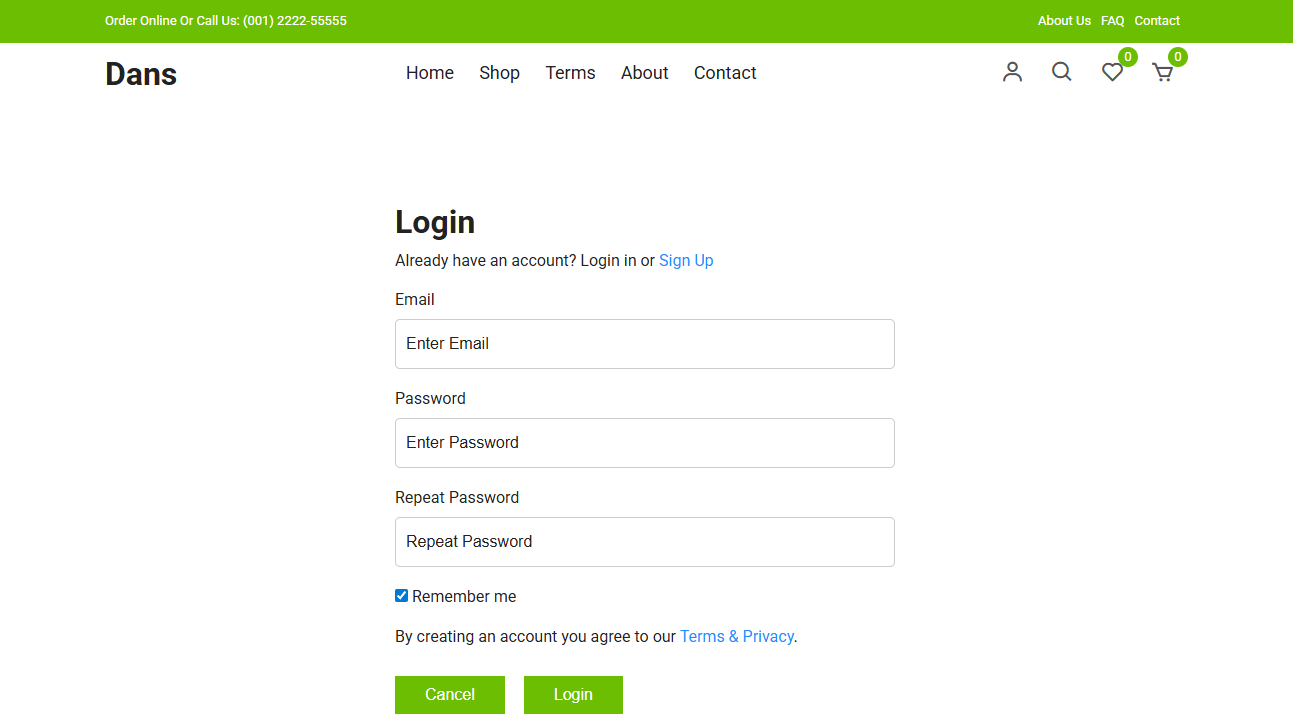 Order Online Or Call Us: (001) 2222-55555
About Us FAQ Contact
Dans
Home Shop Terms About Contact
0 0
Login
Already have an account? Login in or Sign Up
Email
Enter Email
Password
Enter Password
Repeat Password
Repeat Password
Remember me
By creating an account you agree to our Terms & Privacy.
Cancel Login